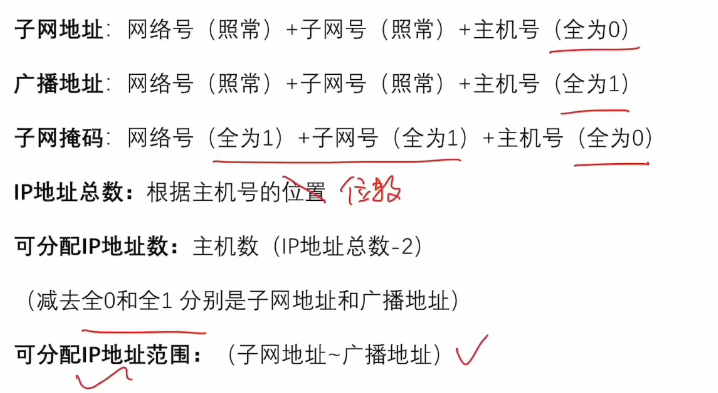 子网地址：网络号（照常）+子网号（照常）+主机号（全为0）
广播地址：网络号（照常）+子网号（照常）+主机号（全为1）
子网掩码：网络号（全为1）+子网号（全为1）+主机号（全为0）
IP地址总数：根据主机号的位置 位数
可分配IP地址数：主机数（IP地址总数-2）
（减去全0和全1 分别是子网地址和广播地址）
可分配IP地址范围：（子网地址~广播地址）